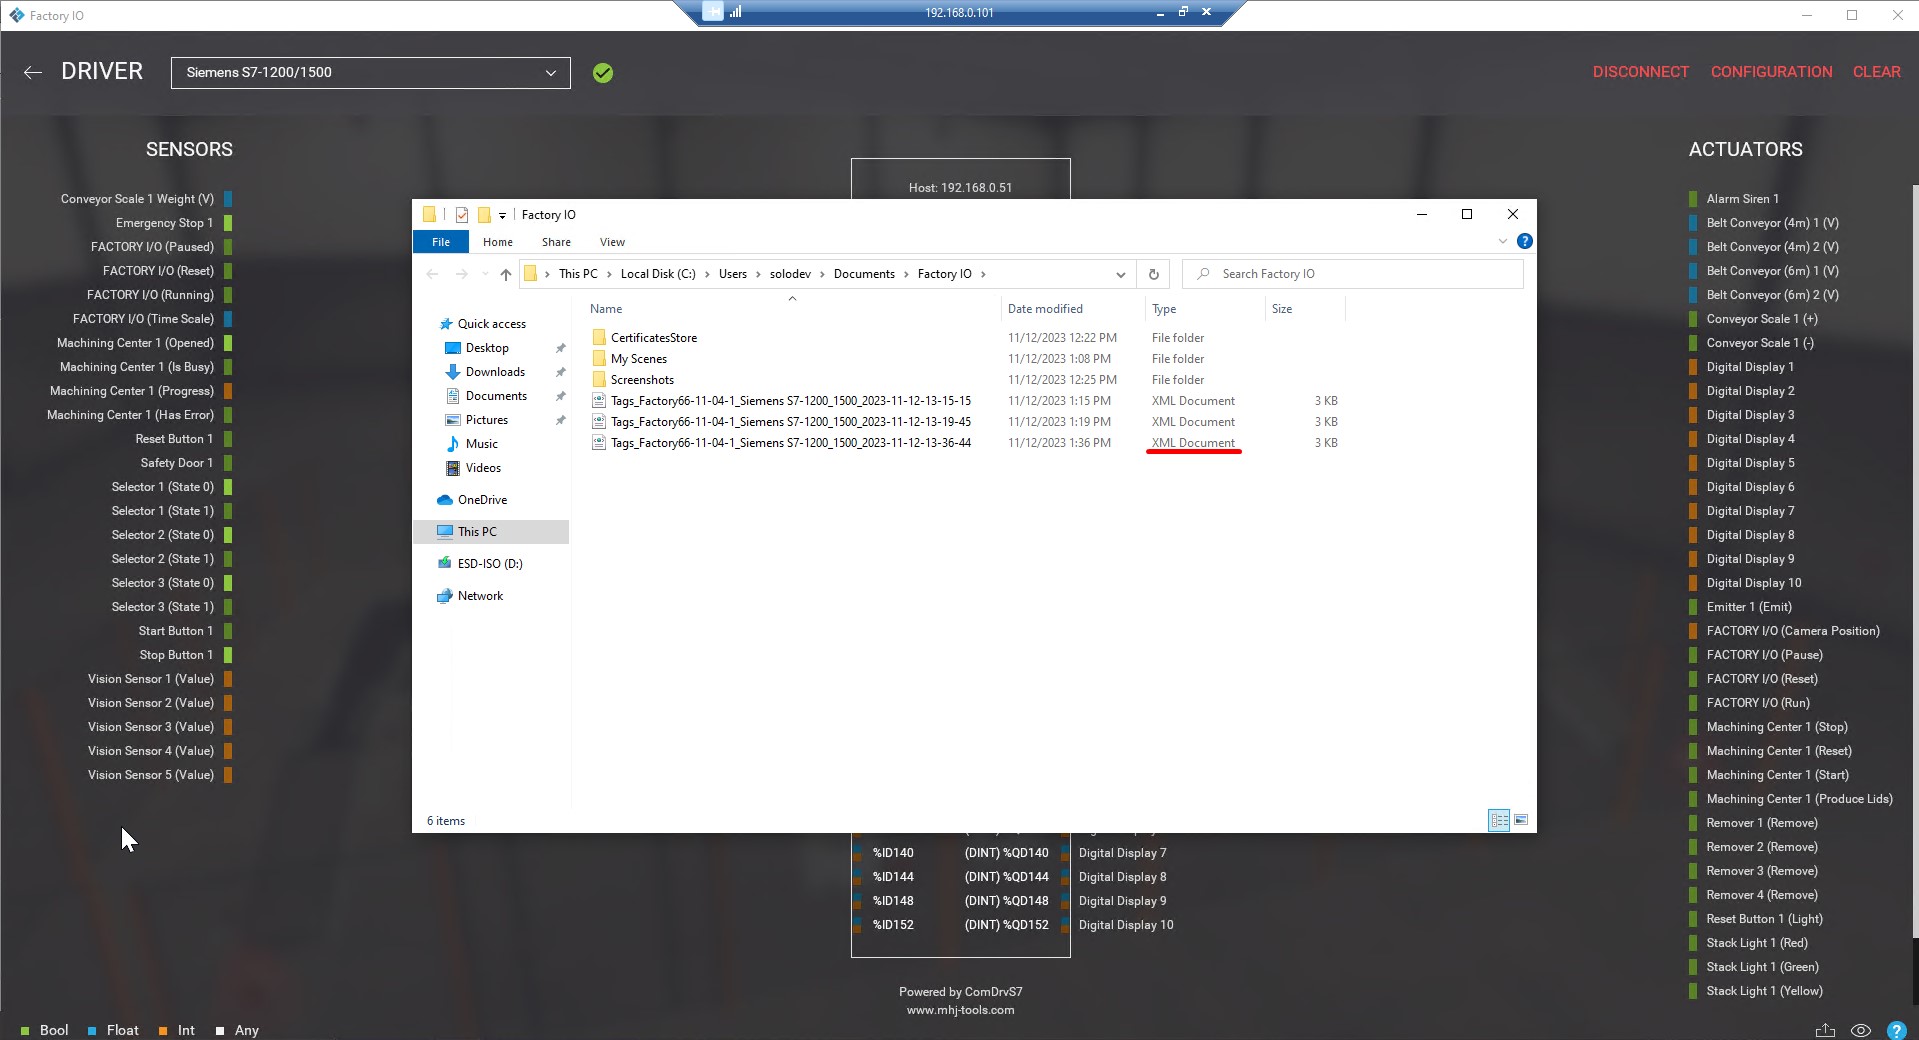 Factory IO
192.168.0.101
DRIVER
Siemens S7-1200/1500
DISCONNECT
CONFIGURATION
CLEAR
SENSORS
Conveyor Scale 1 Weight (V)
Emergency Stop 1
FACTORY I/O (Paused)
FACTORY I/O (Reset)
FACTORY I/O (Running)
FACTORY I/O (Time Scale)
Machining Center 1 (Opened)
Machining Center 1 (Is Busy)
Machining Center 1 (Progress)
Machining Center 1 (Has Error)
Reset Button 1
Safety Door 1
Selector 1 (State 0)
Selector 1 (State 1)
Selector 2 (State 0)
Selector 2 (State 1)
Selector 3 (State 0)
Selector 3 (State 1)
Start Button 1
Stop Button 1
Vision Sensor 1 (Value)
Vision Sensor 2 (Value)
Vision Sensor 3 (Value)
Vision Sensor 4 (Value)
Vision Sensor 5 (Value)
Host: 192.168.0.51
Factory IO
File
Home
Share
View
This PC
Local Disk (C:)
Users
solodev
Documents
Factory IO
Search Factory IO
Quick access
Desktop
Downloads
Documents
Pictures
Music
Videos
OneDrive
This PC
ESD-ISO (D:)
Network
Name Date modified Type Size
CertificatesStore 11/12/2023 12:22 PM File folder
My Scenes 11/12/2023 1:08 PM File folder
Screenshots 11/12/2023 12:25 PM File folder
Tags_Factory66-11-04-1_Siemens S7-1200_1500_2023-11-12-13-15-15 11/12/2023 1:15 PM XML Document 3 KB
Tags_Factory66-11-04-1_Siemens S7-1200_1500_2023-11-12-13-19-45 11/12/2023 1:19 PM XML Document 3 KB
Tags_Factory66-11-04-1_Siemens S7-1200_1500_2023-11-12-13-36-44 11/12/2023 1:36 PM XML Document 3 KB
6 items
%ID140 (DINT) %QD140 Digital Display 7
%ID144 (DINT) %QD144 Digital Display 8
%ID148 (DINT) %QD148 Digital Display 9
%ID152 (DINT) %QD152 Digital Display 10
Powered by ComDrvS7
www.mhj-tools.com
ACTUATORS
Alarm Siren 1
Belt Conveyor (4m) 1 (V)
Belt Conveyor (4m) 2 (V)
Belt Conveyor (6m) 1 (V)
Belt Conveyor (6m) 2 (V)
Conveyor Scale 1 (+)
Conveyor Scale 1 (-)
Digital Display 1
Digital Display 2
Digital Display 3
Digital Display 4
Digital Display 5
Digital Display 6
Digital Display 7
Digital Display 8
Digital Display 9
Digital Display 10
Emitter 1 (Emit)
FACTORY I/O (Camera Position)
FACTORY I/O (Pause)
FACTORY I/O (Reset)
FACTORY I/O (Run)
Machining Center 1 (Stop)
Machining Center 1 (Reset)
Machining Center 1 (Start)
Machining Center 1 (Produce Lids)
Remover 1 (Remove)
Remover 2 (Remove)
Remover 3 (Remove)
Remover 4 (Remove)
Reset Button 1 (Light)
Stack Light 1 (Red)
Stack Light 1 (Green)
Stack Light 1 (Yellow)
Bool Float Int Any